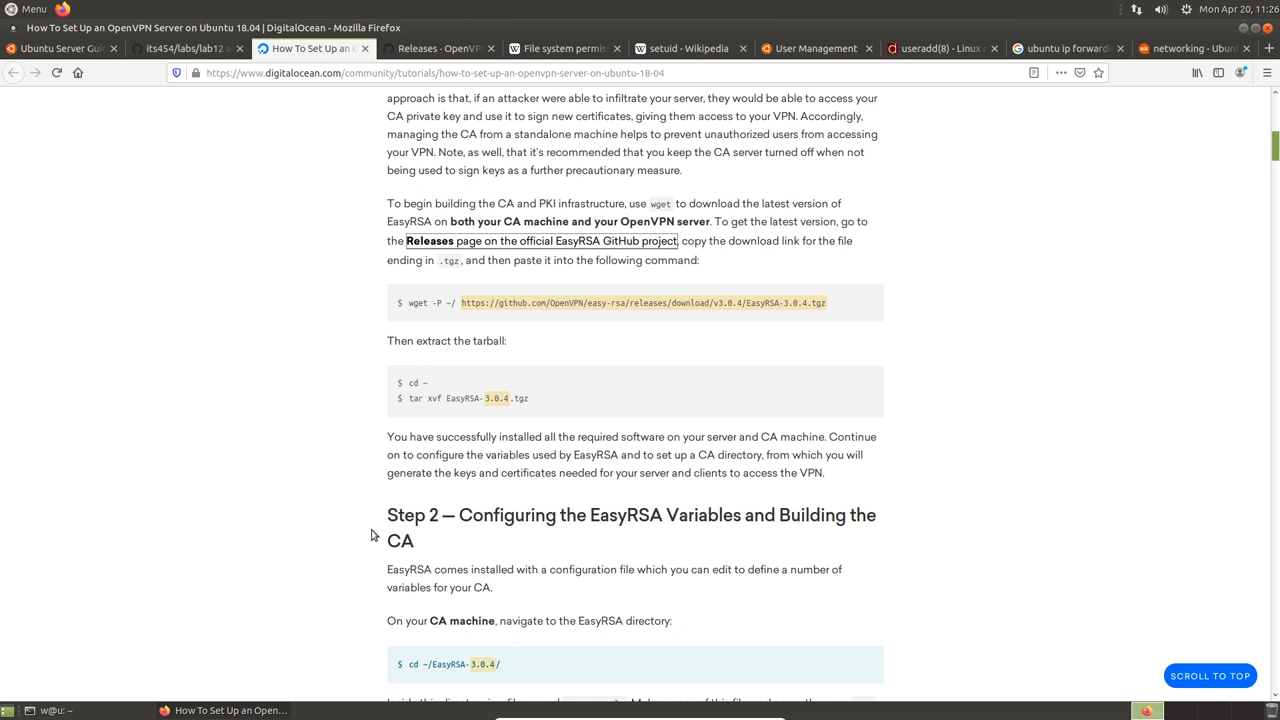 Menu
Mon Apr 20, 11:26
How To Set Up an OpenVPN Server on Ubuntu 18.04 | DigitalOcean - Mozilla Firefox
Ubuntu Server Gui
its454/labs/lab12 a
How To Set Up an O
Releases · OpenVP
File system permis
setuid - Wikipedia
User Management
useradd(8) - Linux
ubuntu ip forwardi
networking - Ubun
https://www.digitalocean.com/community/tutorials/how-to-set-up-an-openvpn-server-on-ubuntu-18-04
approach is that, if an attacker were able to infiltrate your server, they would be able to access your
CA private key and use it to sign new certificates, giving them access to your VPN. Accordingly,
managing the CA from a standalone machine helps to prevent unauthorized users from accessing
your VPN. Note, as well, that it's recommended that you keep the CA server turned off when not
being used to sign keys as a further precautionary measure.
To begin building the CA and PKI infrastructure, use wget to download the latest version of
EasyRSA on both your CA machine and your OpenVPN server. To get the latest version, go to
the Releases page on the official EasyRSA GitHub project, copy the download link for the file
ending in .tgz, and then paste it into the following command:
$ wget -P ~/ https://github.com/OpenVPN/easy-rsa/releases/download/v3.0.4/EasyRSA-3.0.4.tgz
Then extract the tarball:
$ cd ~
$ tar xvf EasyRSA-3.0.4.tgz
You have successfully installed all the required software on your server and CA machine. Continue
on to configure the variables used by EasyRSA and to set up a CA directory, from which you will
generate the keys and certificates needed for your server and clients to access the VPN.
Step 2 — Configuring the EasyRSA Variables and Building the
CA
EasyRSA comes installed with a configuration file which you can edit to define a number of
variables for your CA.
On your CA machine, navigate to the EasyRSA directory:
$ cd ~/EasyRSA-3.0.4/
SCROLL TO TOP
w@u: ~
How To Set Up an Open...